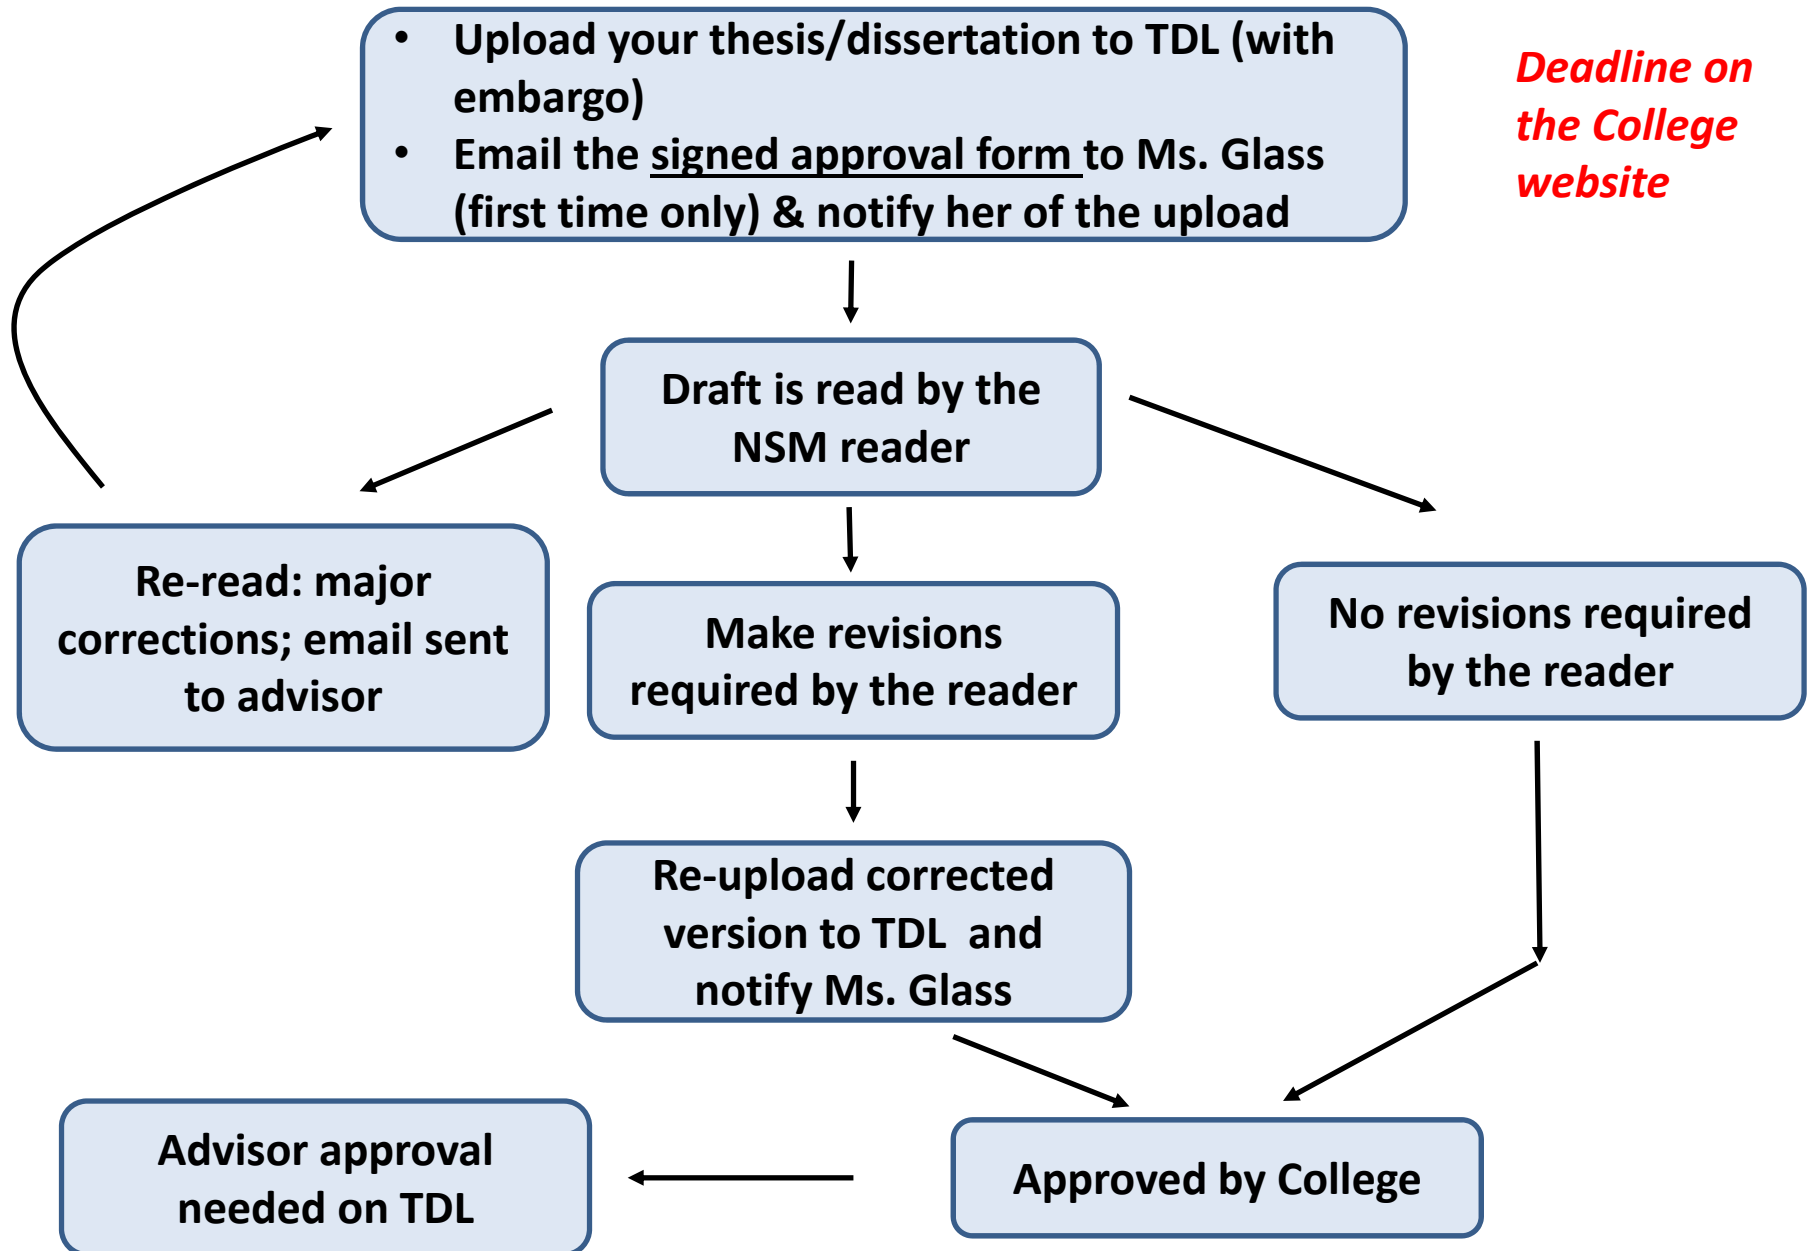 • Upload your thesis/dissertation to TDL (with
embargo)
• Email the signed approval form to Ms. Glass
(first time only) & notify her of the upload
Deadline on
the College
website
Draft is read by the
NSM reader
Re-read: major
corrections; email sent
to advisor
Make revisions
required by the reader
No revisions required
by the reader
Re-upload corrected
version to TDL and
notify Ms. Glass
Advisor approval
needed on TDL
Approved by College